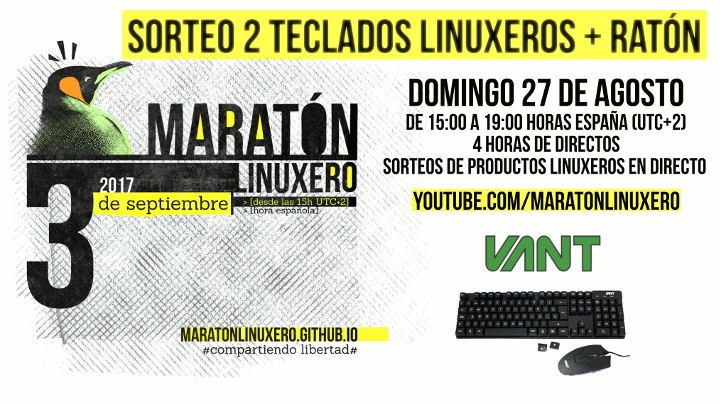 SORTEO 2 TECLADOS LINUXEROS + RATÓN
MARATÓN
LINUXERO
3
2017
de septiembre
> [desde las 15h UTC+2]
> [hora española]
MARATONLINUXERO.GITHUB.IO
#compartiendo libertad#
DOMINGO 27 DE AGOSTO
DE 15:00 A 19:00 HORAS ESPAÑA (UTC+2)
4 HORAS DE DIRECTOS
SORTEOS DE PRODUCTOS LINUXEROS EN DIRECTO
YOUTUBE.COM/MARATONLINUXERO
VANT
VANT